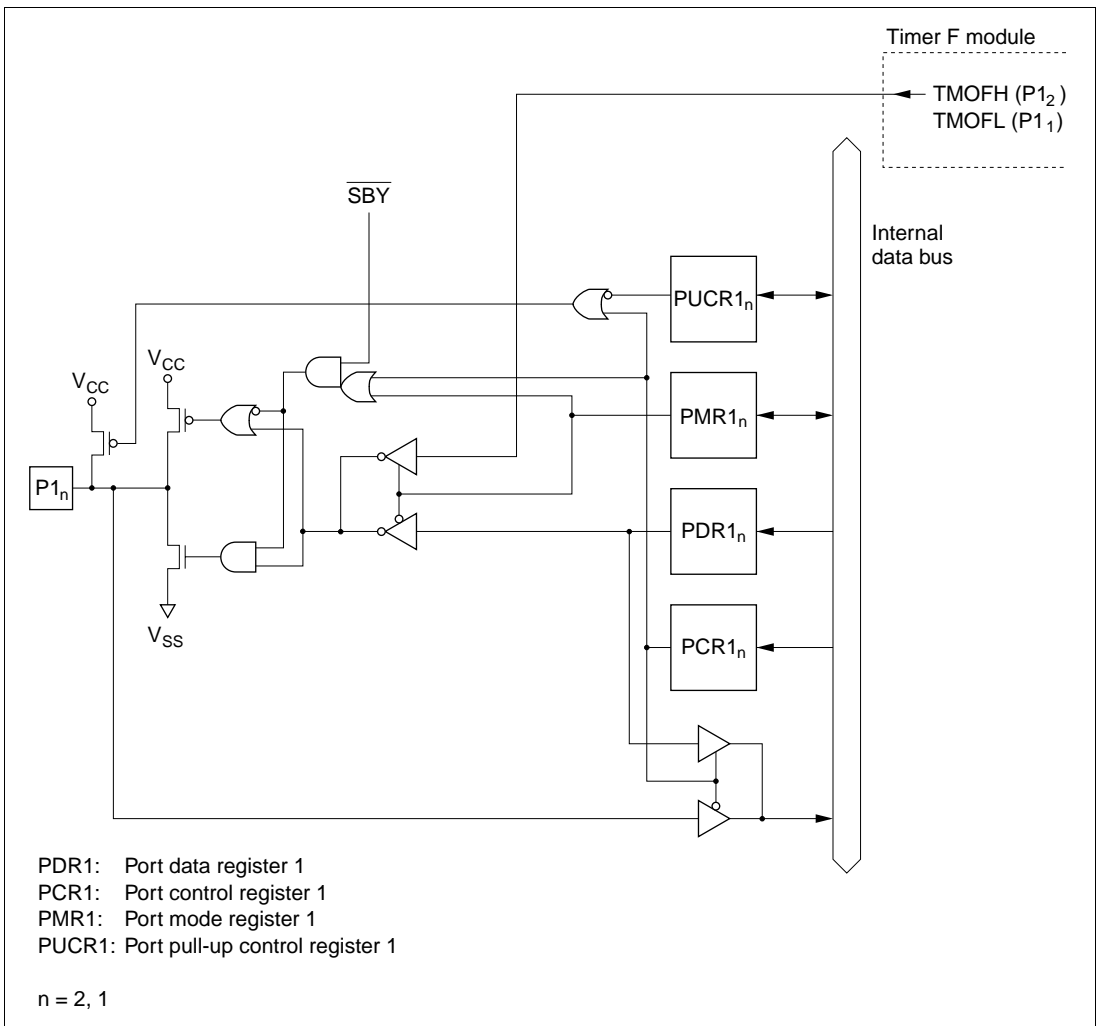 Timer F module
TMOFH (P1₂)
TMOFL (P1₁)
S̅B̅Y̅
Internal
data bus
PUCR1ₙ
V_CC
V_CC
PMR1ₙ
P1ₙ
PDR1ₙ
V_SS
PCR1ₙ
PDR1: Port data register 1
PCR1: Port control register 1
PMR1: Port mode register 1
PUCR1: Port pull-up control register 1
n = 2, 1